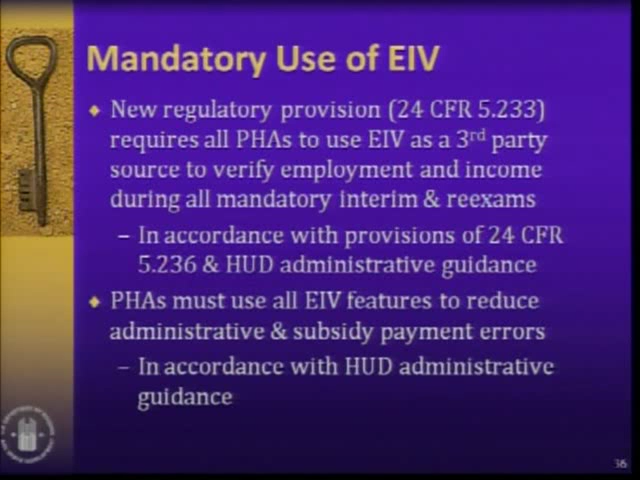 Mandatory Use of EIV
♦ New regulatory provision (24 CFR 5.233)
requires all PHAs to use EIV as a 3rd party
source to verify employment and income
during all mandatory interim & reexams
– In accordance with provisions of 24 CFR
5.236 & HUD administrative guidance
♦ PHAs must use all EIV features to reduce
administrative & subsidy payment errors
– In accordance with HUD administrative
guidance
36